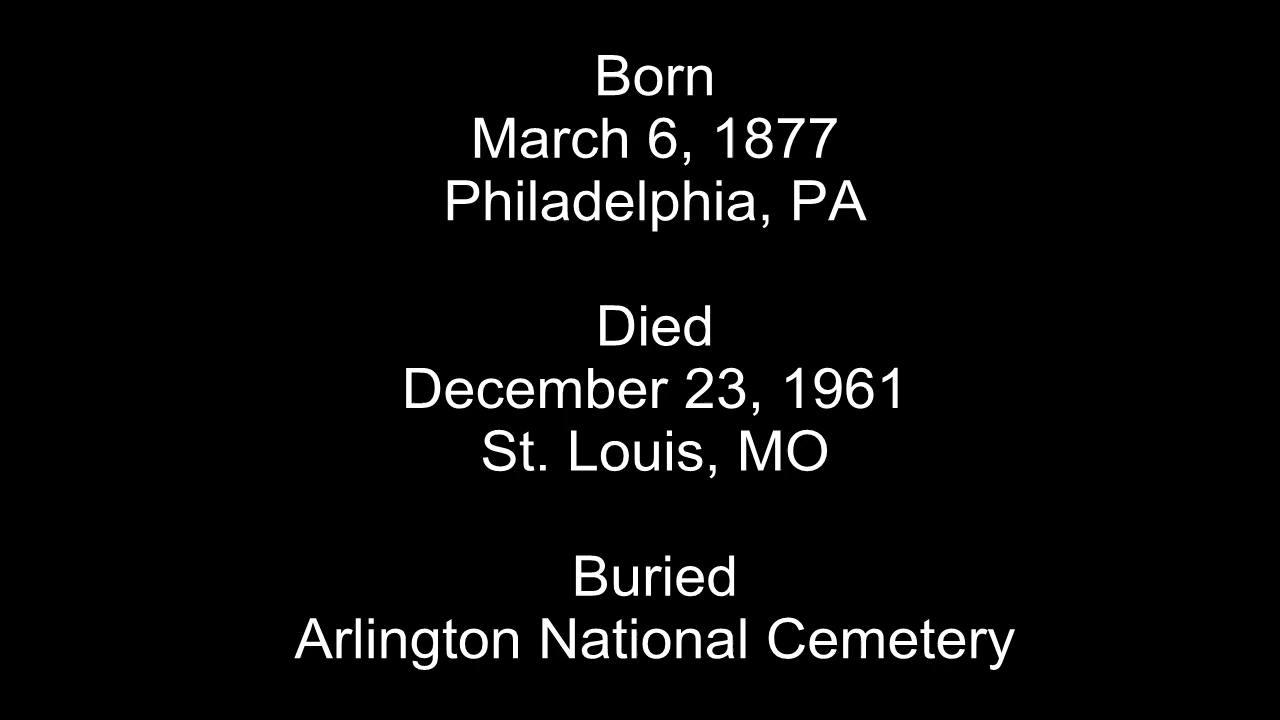 Born
March 6, 1877
Philadelphia, PA
Died
December 23, 1961
St. Louis, MO
Buried
Arlington National Cemetery